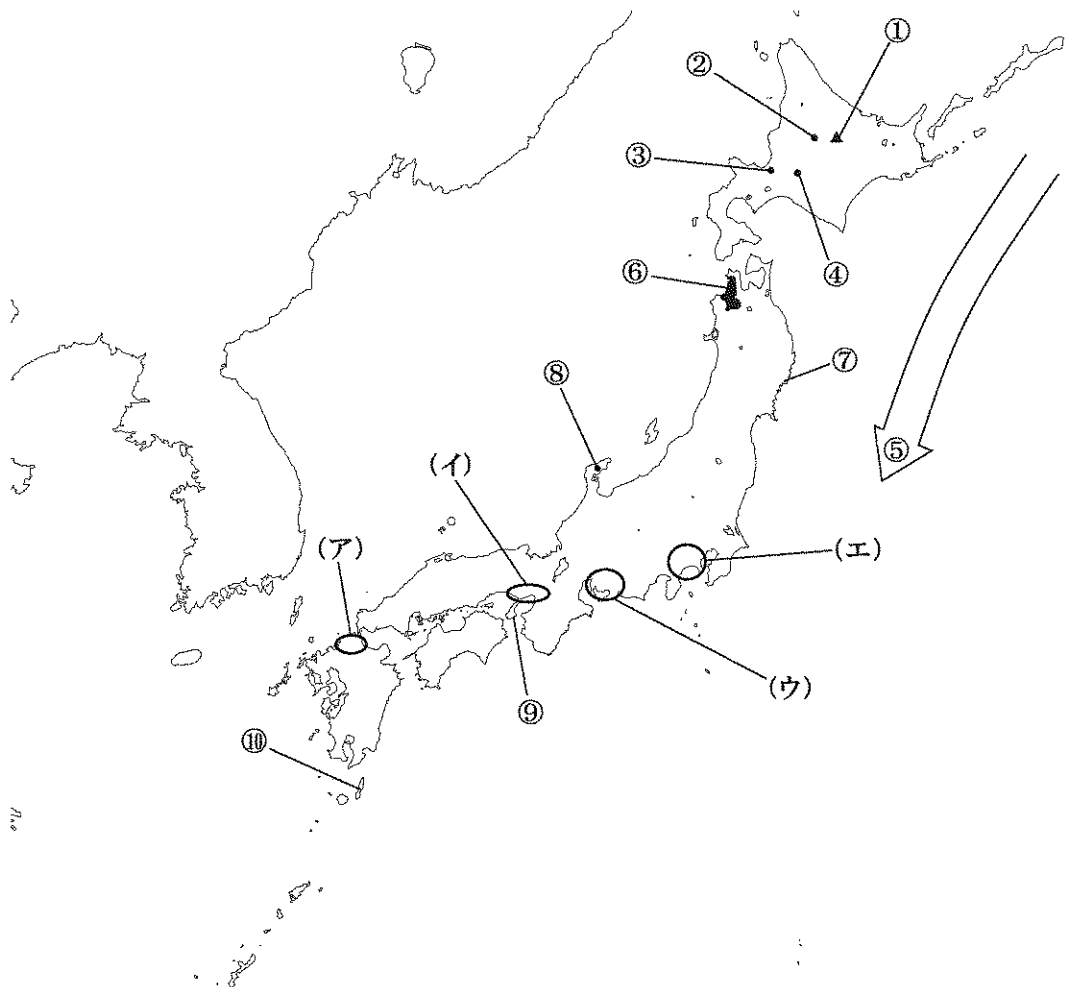 ①
②
③
④
⑥
⑦
⑧
⑤
(イ)
(ア)
(エ)
(ウ)
⑨
⑩